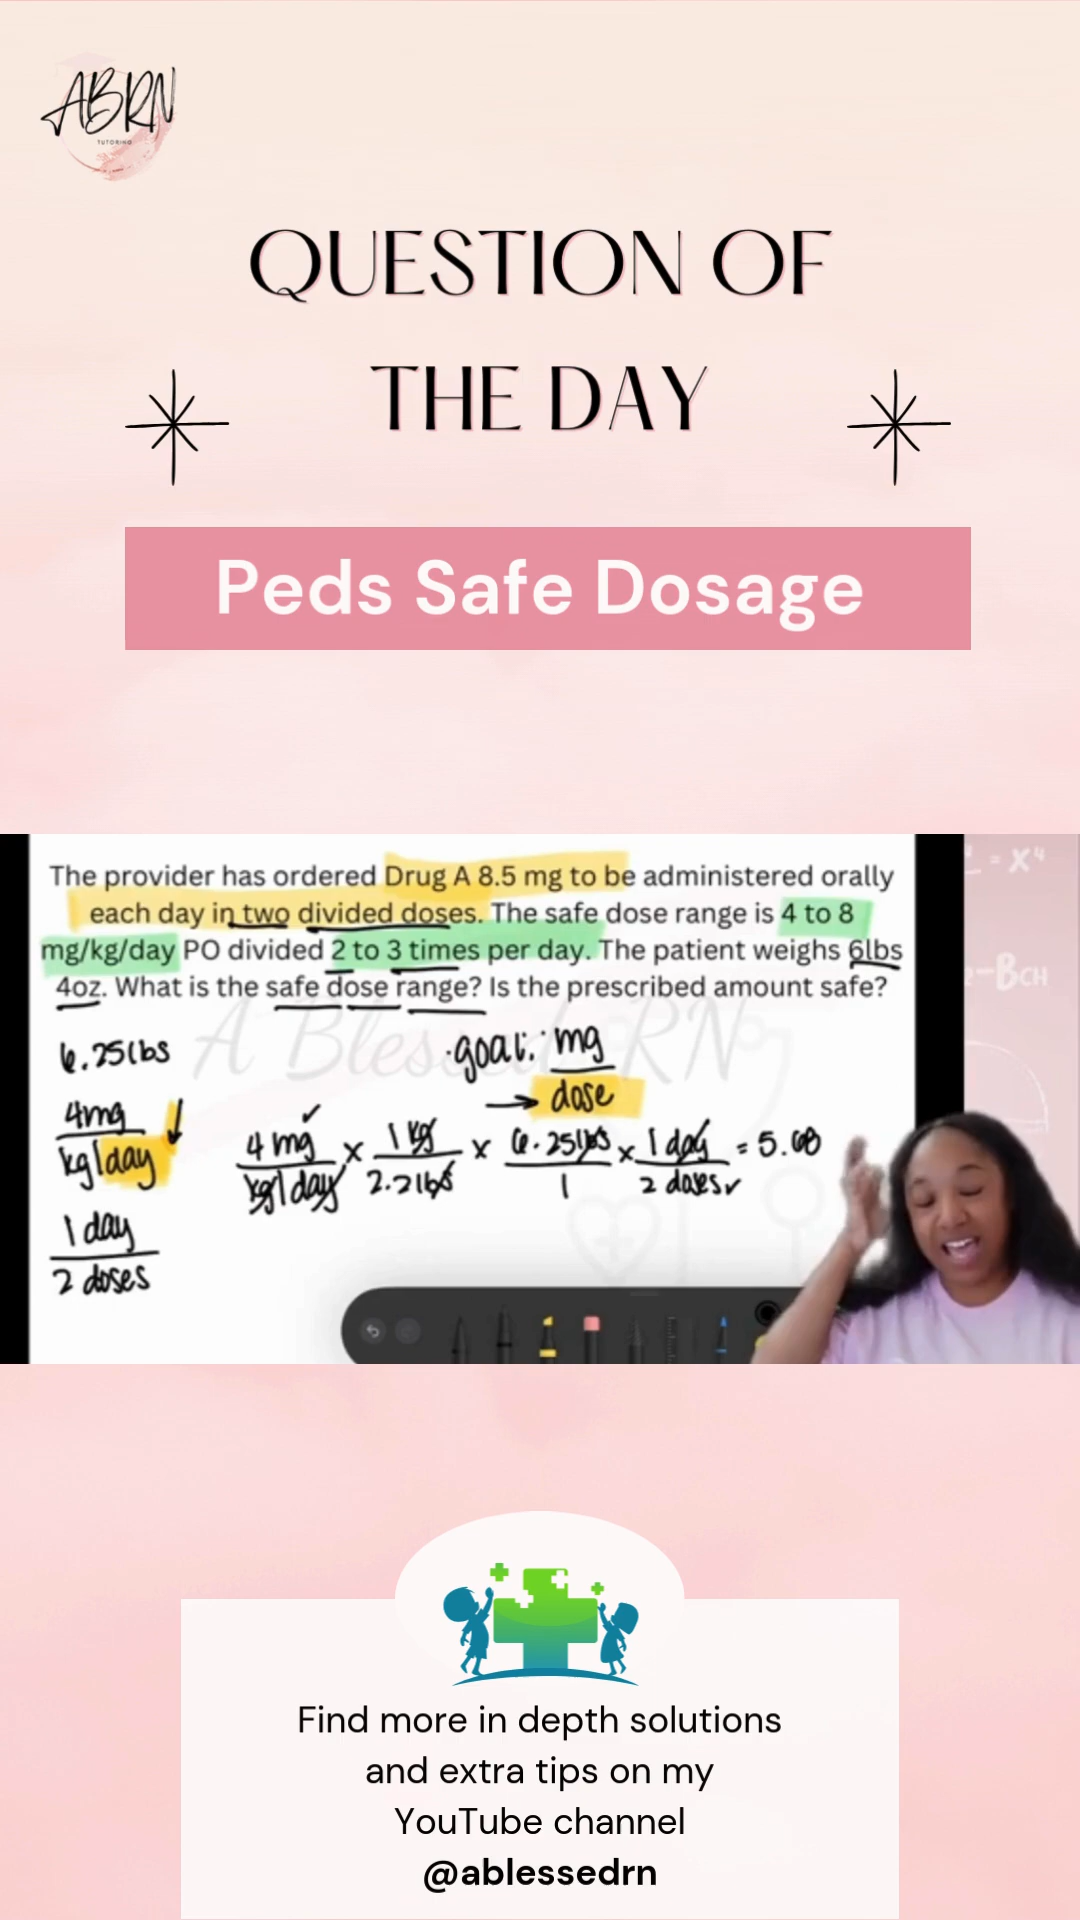 ABRN
TUTORING
QUESTION OF
THE DAY
Peds Safe Dosage
The provider has ordered Drug A 8.5 mg to be administered orally
each day in two divided doses. The safe dose range is 4 to 8
mg/kg/day PO divided 2 to 3 times per day. The patient weighs 6lbs
4oz. What is the safe dose range? Is the prescribed amount safe?
A Blessed RN
6.25lbs
goal: mg
dose
4mg
kg/day
4 mg x 1 kg x 6.25lbs x 1 day = 5.68
kg/day 2.2lbs 1 2 doses
1 day
2 doses
= X⁴
-BCH
Find more in depth solutions
and extra tips on my
YouTube channel
@ablessedrn